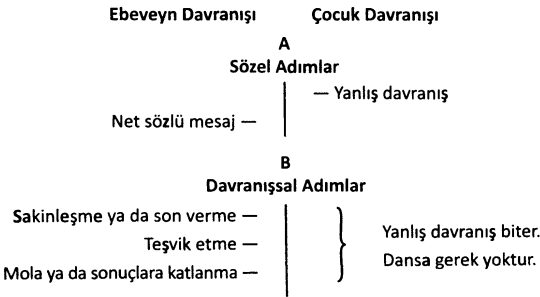 Ebeveyn Davranışı Çocuk Davranışı
A
Sözel Adımlar
— Yanlış davranış
Net sözlü mesaj —
B
Davranışsal Adımlar
Sakinleşme ya da son verme —
Teşvik etme —
Mola ya da sonuçlara katlanma —
Yanlış davranış biter.
Dansa gerek yoktur.